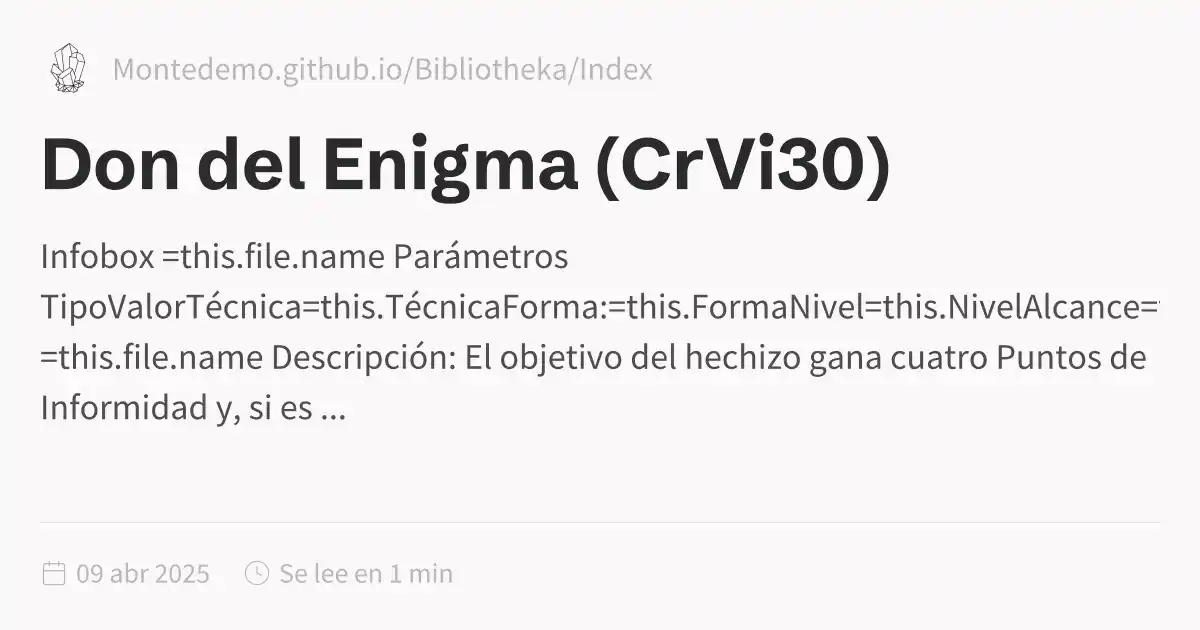 Montedemo.github.io/Bibliotheka/Index
Don del Enigma (CrVi30)
Infobox =this.file.name Parámetros
TipoValorTécnica=this.TécnicaForma:=this.FormaNivel=this.NivelAlcance=
=this.file.name Descripción: El objetivo del hechizo gana cuatro Puntos de
Informidad y, si es ...
09 abr 2025 Se lee en 1 min